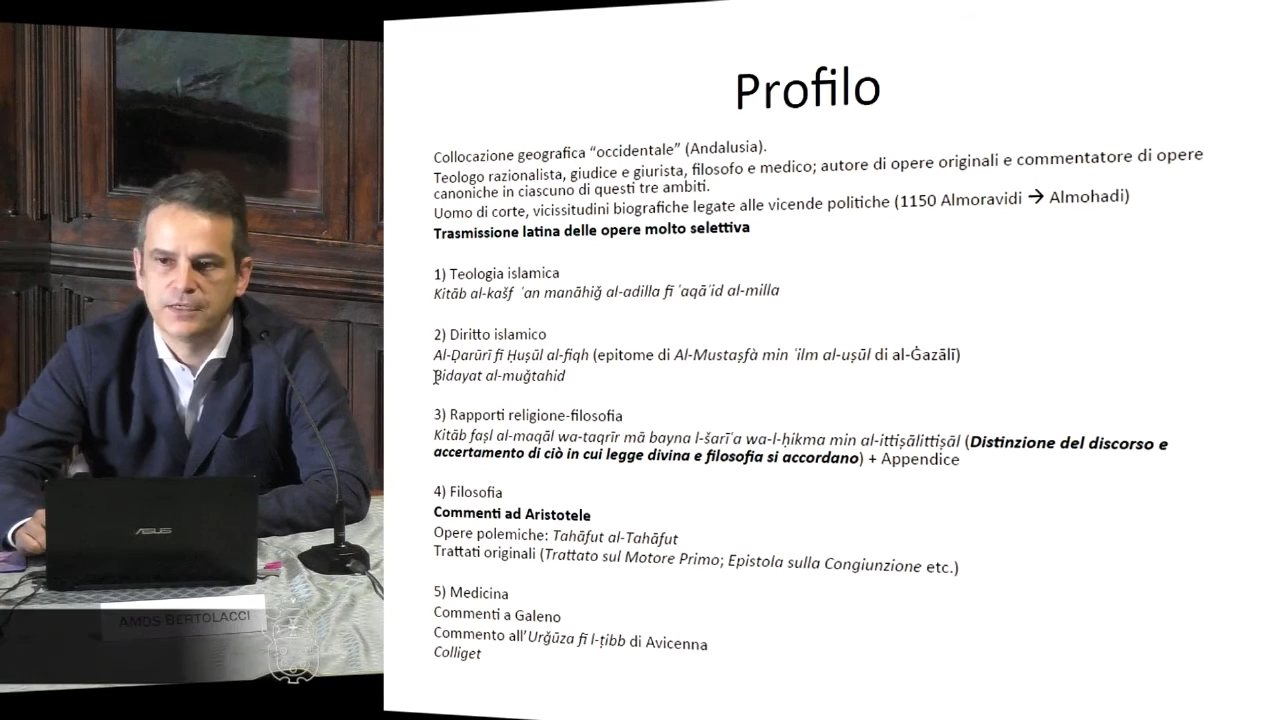 Profilo
Collocazione geografica “occidentale” (Andalusia).
Teologo razionalista, giudice e giurista, filosofo e medico; autore di opere originali e commentatore di opere
canoniche in ciascuno di questi tre ambiti.
Uomo di corte, vicissitudini biografiche legate alle vicende politiche (1150 Almoravidi → Almohadi)
Trasmissione latina delle opere molto selettiva
1) Teologia islamica
Kitāb al-kašf ʿan manāhiǧ al-adilla fī ʿaqāʾid al-milla
2) Diritto islamico
Al-Ḍarūrī fī Ḥuṣūl al-fiqh (epitome di Al-Mustaṣfà min ʿilm al-uṣūl di al-Ġazālī)
Bidayat al-muǧtahid
3) Rapporti religione-filosofia
Kitāb faṣl al-maqāl wa-taqrīr mā bayna l-šarīʿa wa-l-ḥikma min al-ittiṣālittiṣāl (Distinzione del discorso e
accertamento di ciò in cui legge divina e filosofia si accordano) + Appendice
4) Filosofia
Commenti ad Aristotele
Opere polemiche: Tahāfut al-Tahāfut
Trattati originali (Trattato sul Motore Primo; Epistola sulla Congiunzione etc.)
5) Medicina
Commenti a Galeno
Commento all’Urǧūza fī l-ṭibb di Avicenna
Colliget
ASUS
AMOS BERTOLACCI